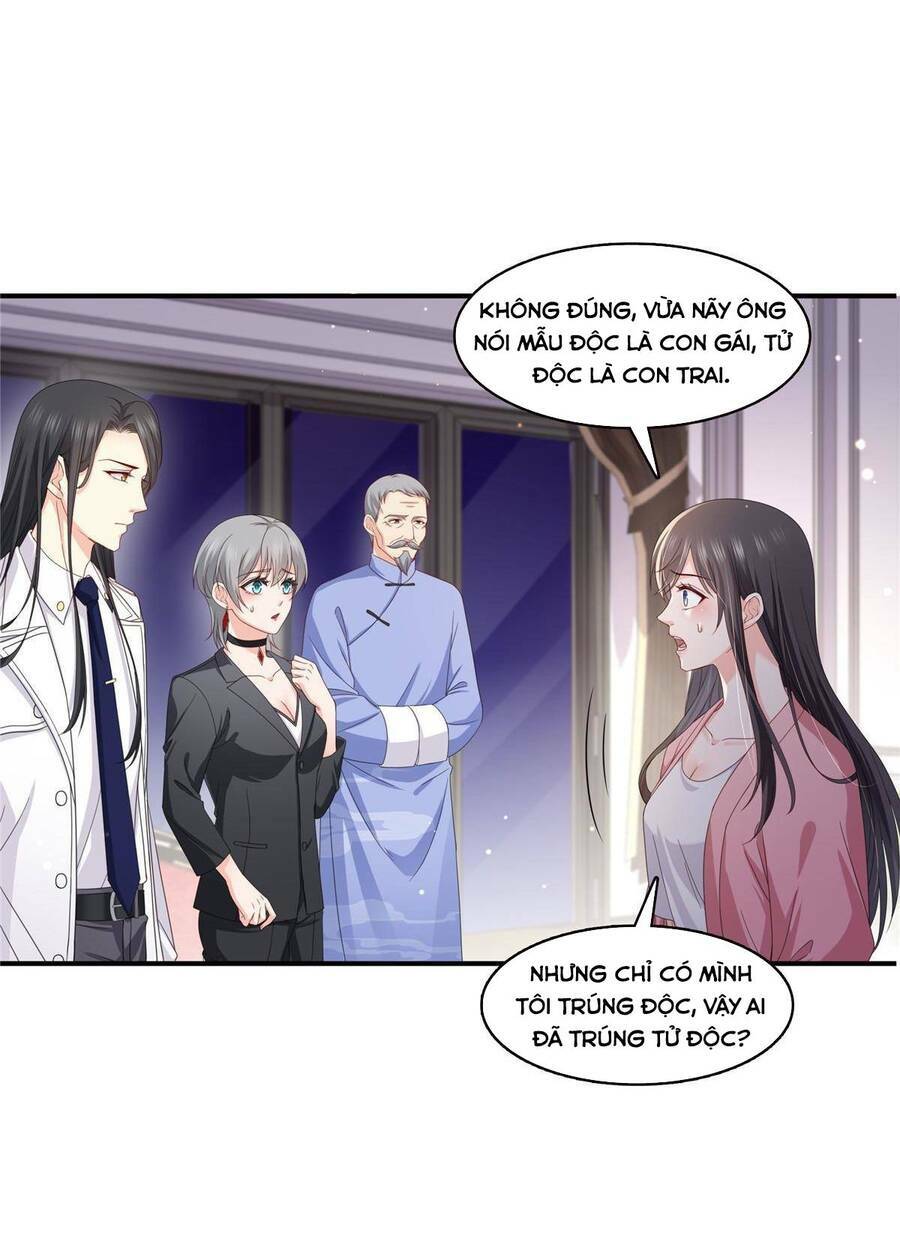 KHÔNG ĐÚNG, VỪA NÃY ÔNG
NÓI MẪU ĐỘC LÀ CON GÁI, TỬ
ĐỘC LÀ CON TRAI.
NHƯNG CHỈ CÓ MÌNH
TÔI TRÚNG ĐỘC, VẬY AI
ĐÃ TRÚNG TỬ ĐỘC?